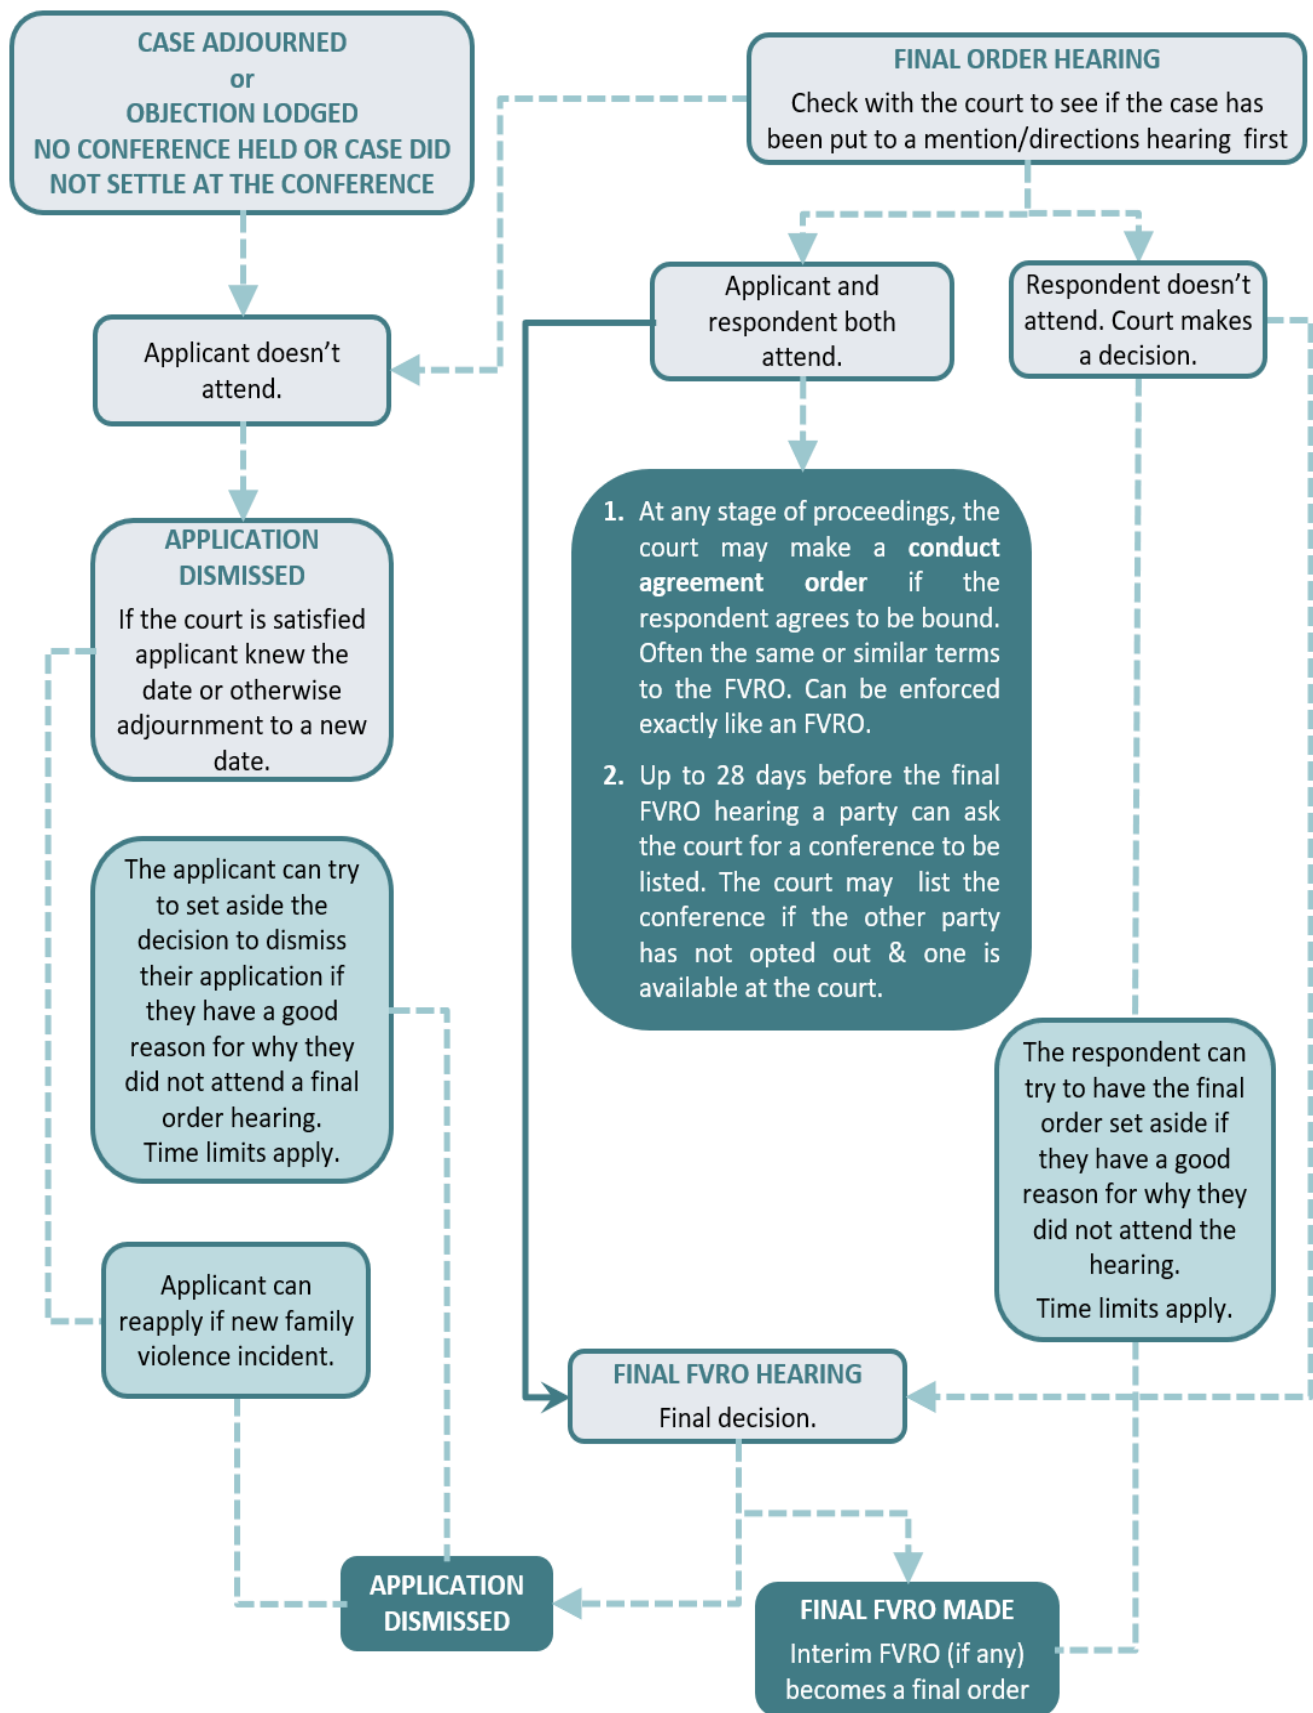 CASE ADJOURNED
or
OBJECTION LODGED
NO CONFERENCE HELD OR CASE DID
NOT SETTLE AT THE CONFERENCE
FINAL ORDER HEARING
Check with the court to see if the case has
been put to a mention/directions hearing first
Applicant doesn’t
attend.
Applicant and
respondent both
attend.
Respondent doesn’t
attend. Court makes
a decision.
APPLICATION
DISMISSED
If the court is satisfied
applicant knew the
date or otherwise
adjournment to a new
date.
1. At any stage of proceedings, the
court may make a conduct
agreement order if the
respondent agrees to be bound.
Often the same or similar terms
to the FVRO. Can be enforced
exactly like an FVRO.
2. Up to 28 days before the final
FVRO hearing a party can ask
the court for a conference to be
listed. The court may list the
conference if the other party
has not opted out & one is
available at the court.
The applicant can try
to set aside the
decision to dismiss
their application if
they have a good
reason for why they
did not attend a final
order hearing.
Time limits apply.
The respondent can
try to have the final
order set aside if
they have a good
reason for why they
did not attend the
hearing.
Time limits apply.
Applicant can
reapply if new family
violence incident.
FINAL FVRO HEARING
Final decision.
APPLICATION
DISMISSED
FINAL FVRO MADE
Interim FVRO (if any)
becomes a final order